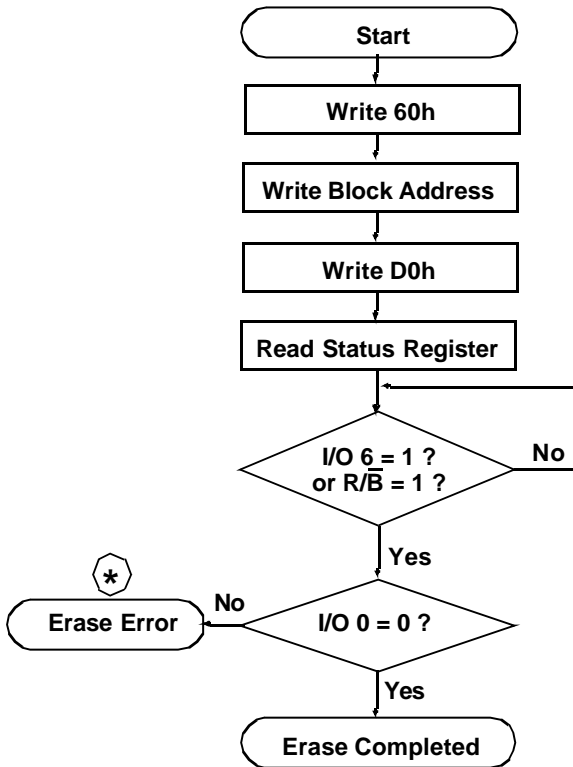 Start
Write 60h
Write Block Address
Write D0h
Read Status Register
I/O 6 = 1 ?
or R/B̅ = 1 ?
No
Yes
*
No
Erase Error
I/O 0 = 0 ?
Yes
Erase Completed